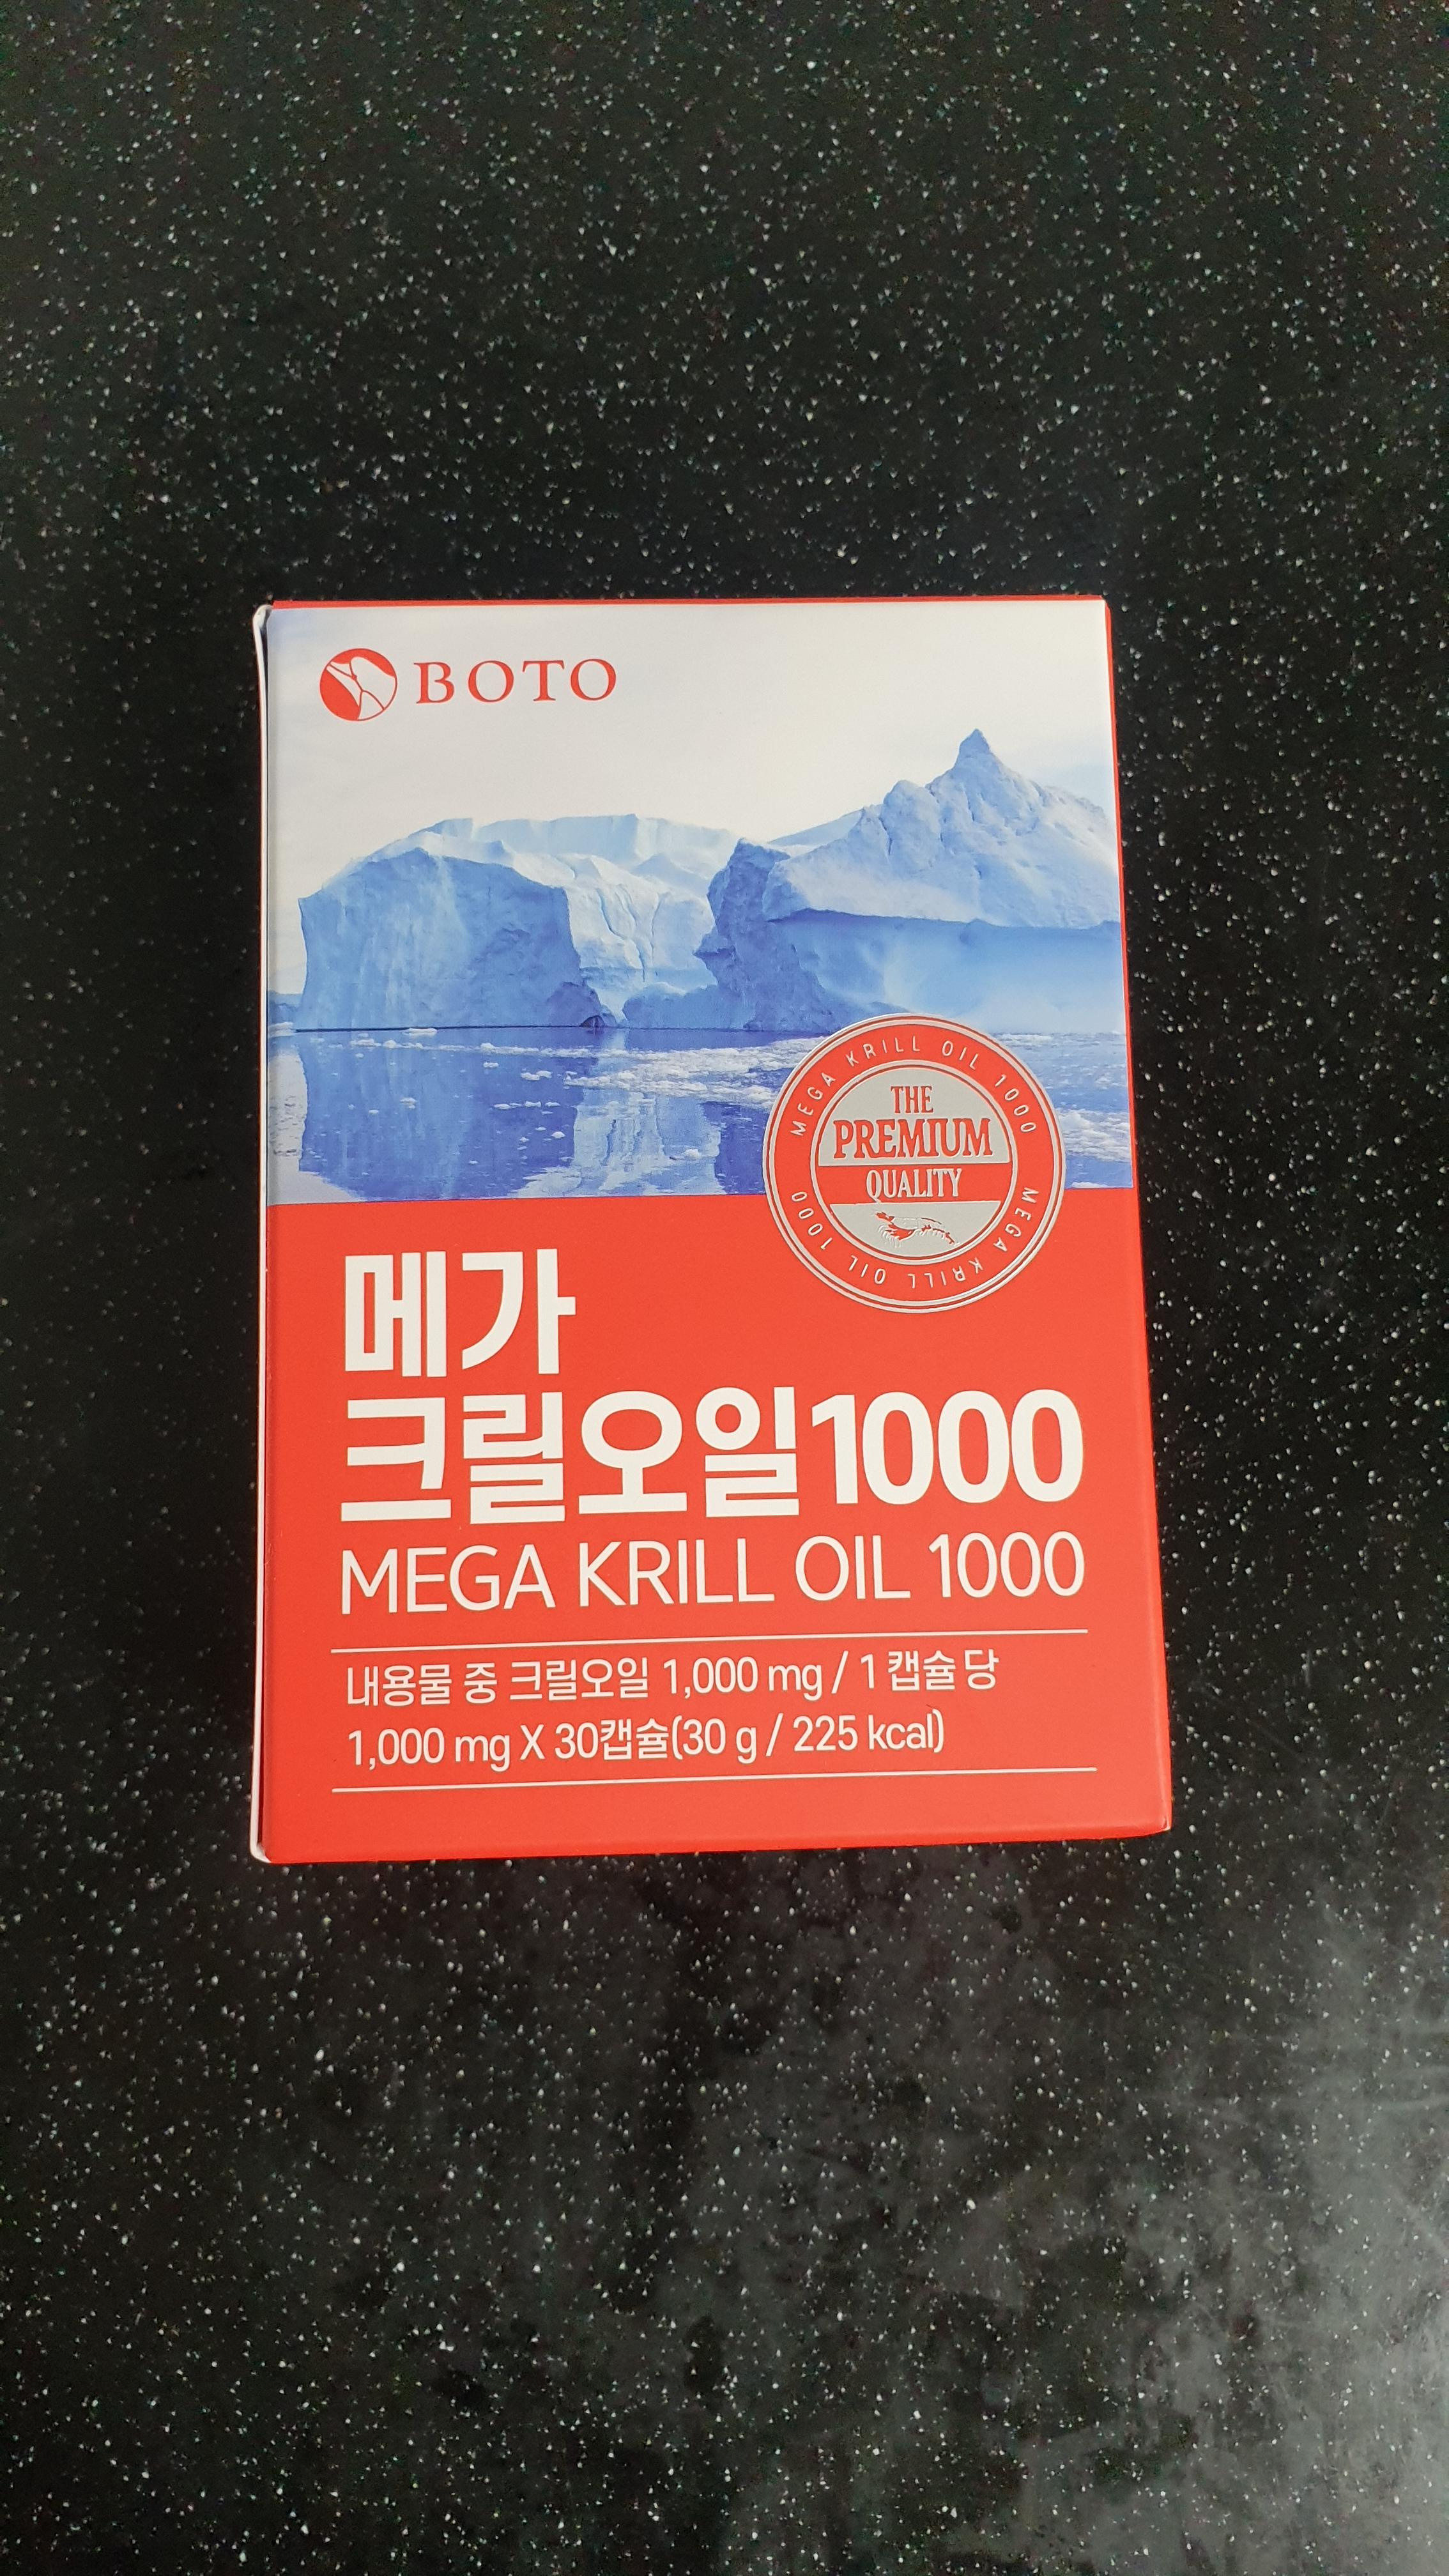 BOTO
MEGA KRILL OIL 1000
THE
PREMIUM
QUALITY
MEGA KRILL OIL 1000
메가
크릴오일1000
MEGA KRILL OIL 1000
내용물 중 크릴오일 1,000 mg / 1 캡슐 당
1,000 mg X 30캡슐(30 g / 225 kcal)